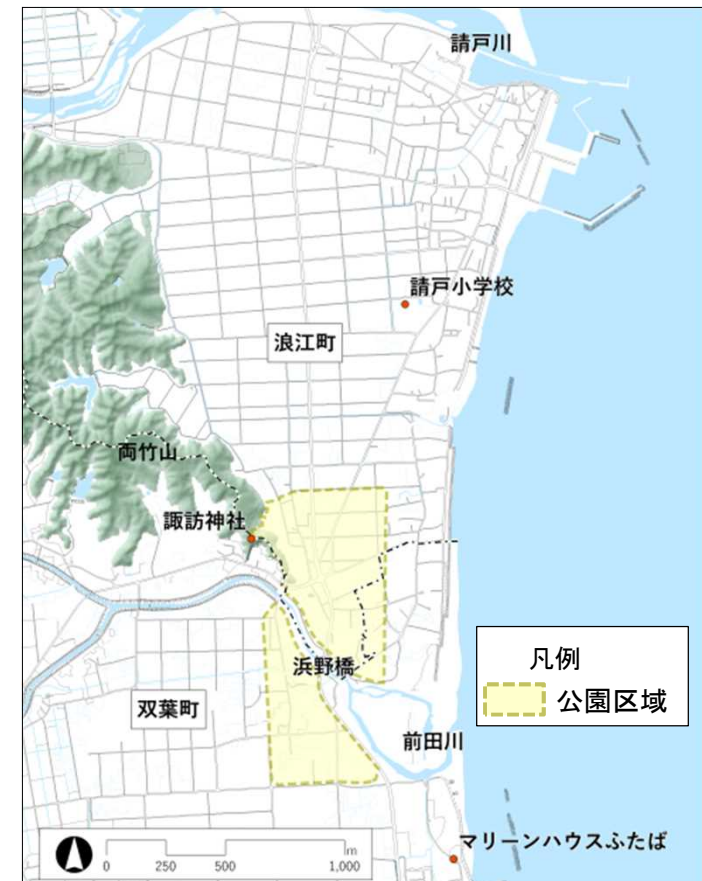 請戸川
請戸小学校
浪江町
両竹山
諏訪神社
浜野橋
凡例
公園区域
双葉町
前田川
マリーンハウスふたば
m
0 250 500 1,000